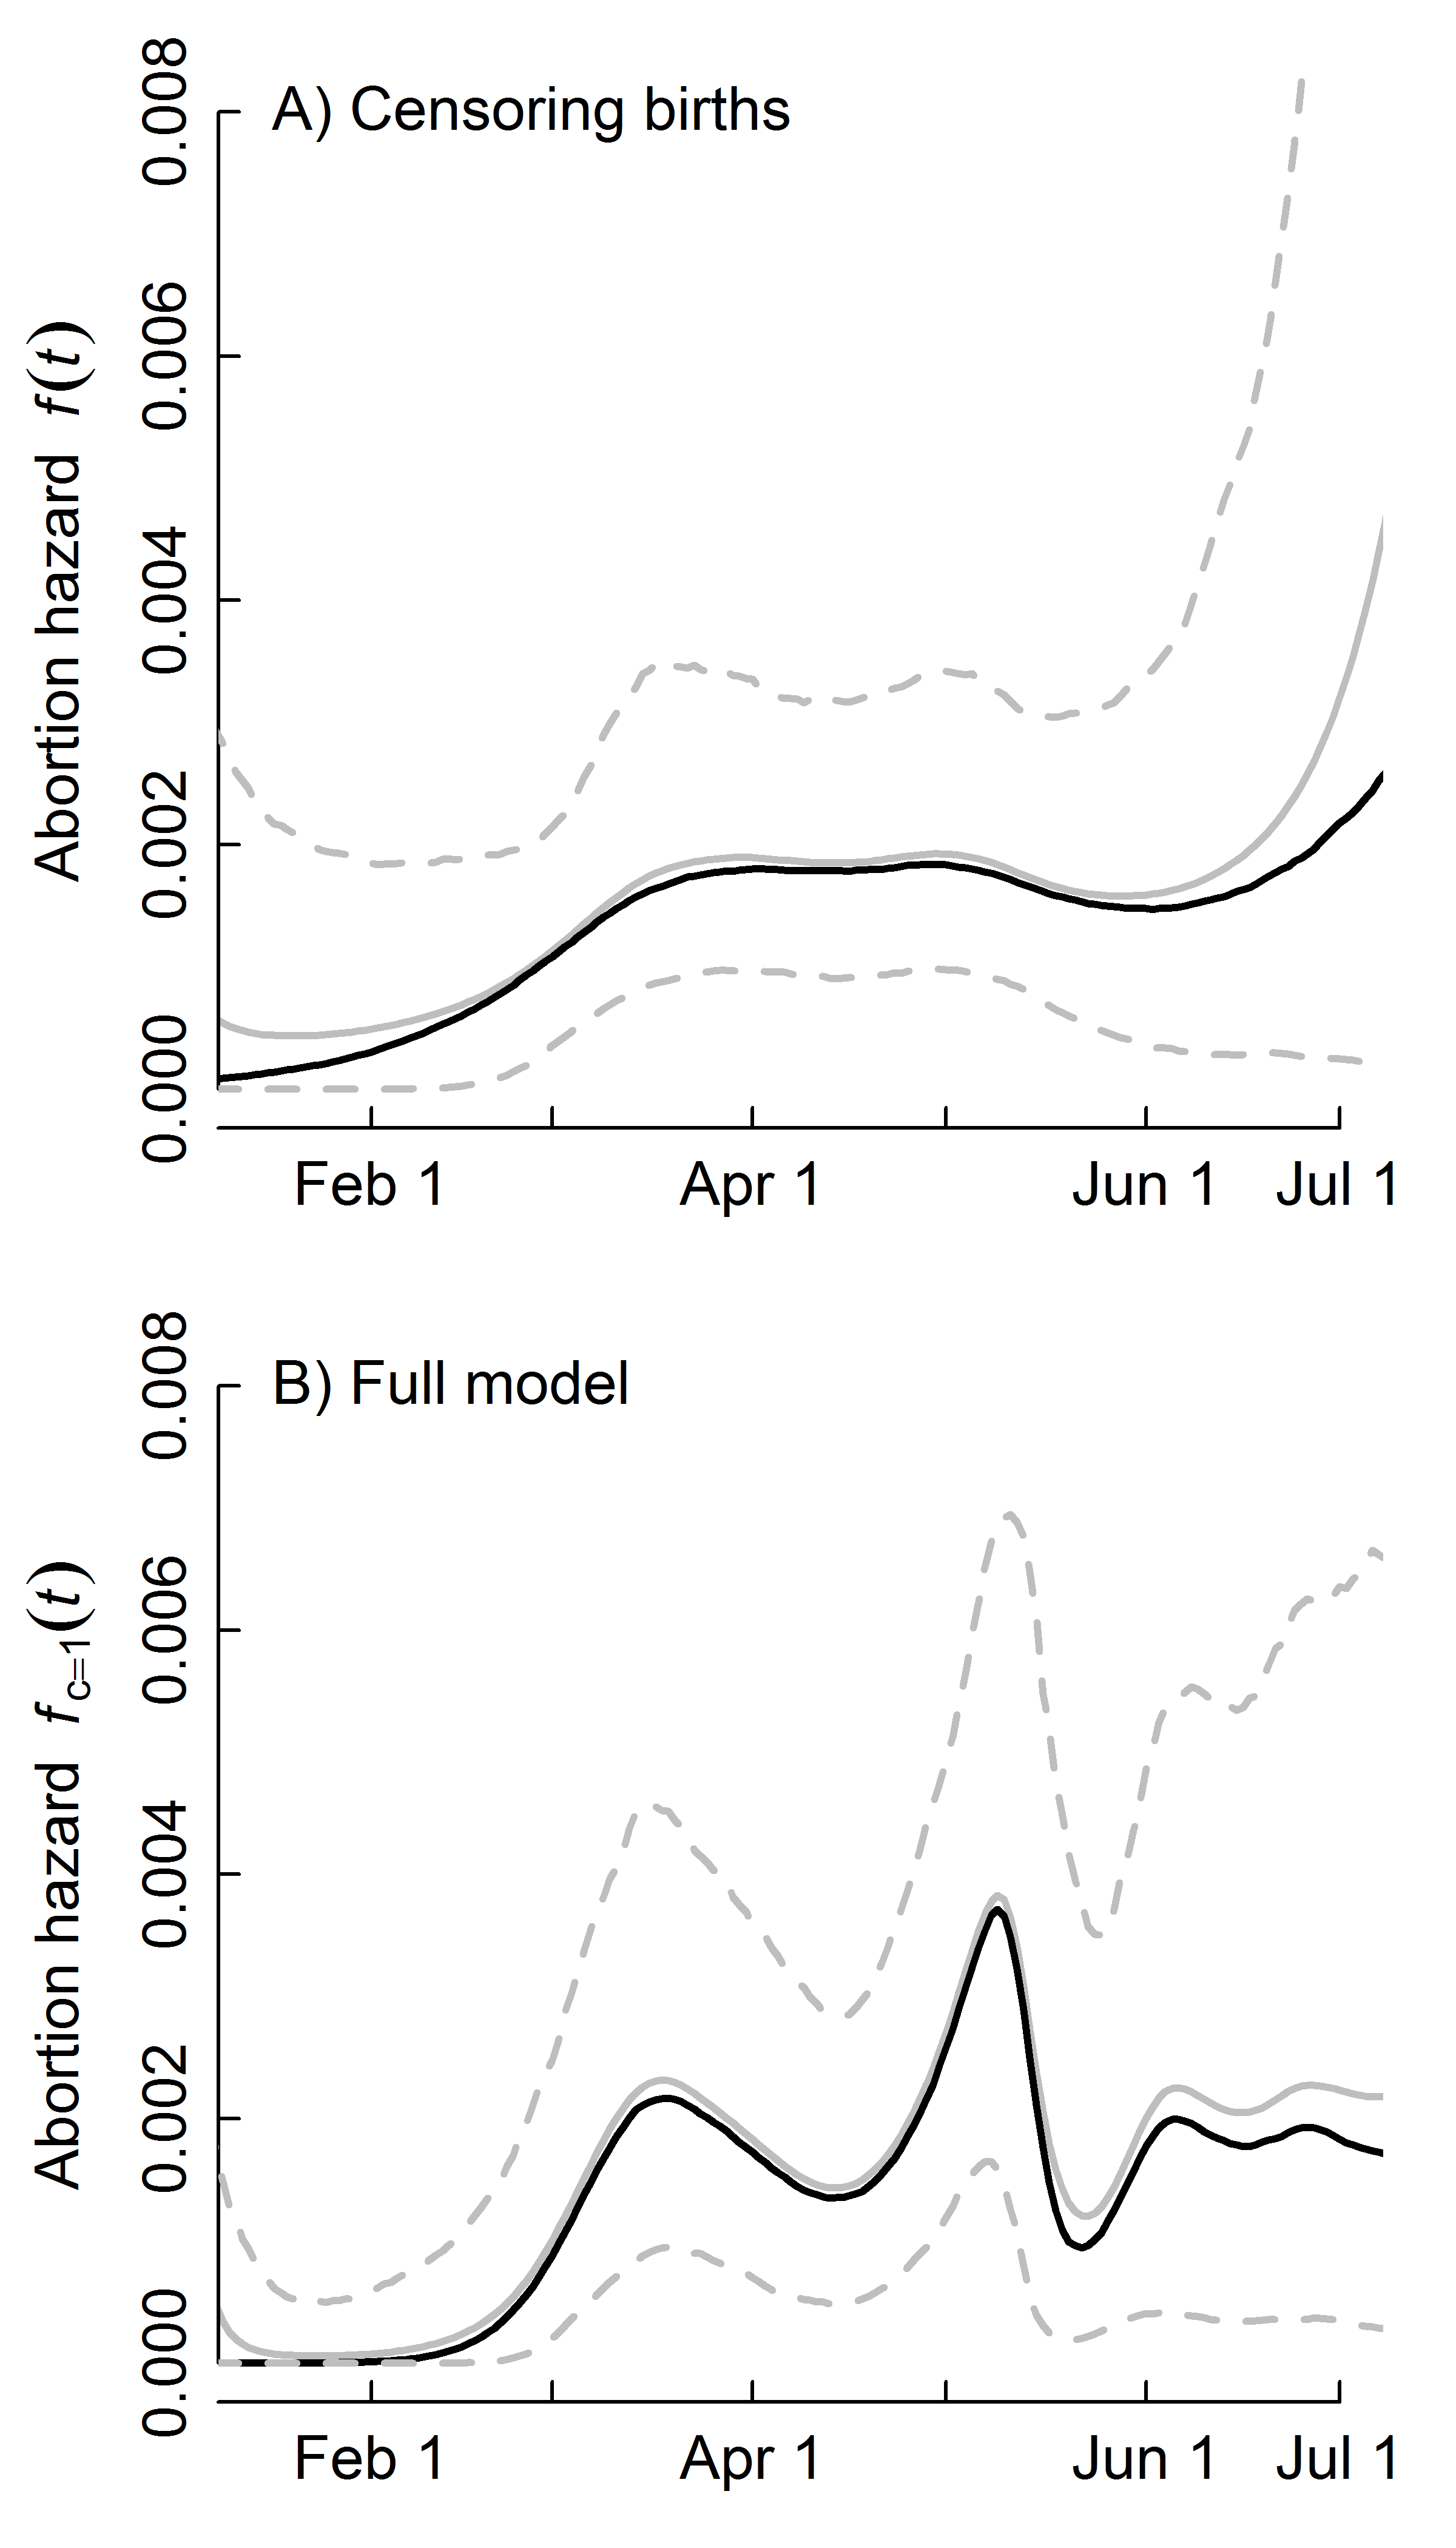 A) Censoring births
Abortion hazard f(t)
0.008
0.006
0.004
0.002
0.000
Feb 1
Apr 1
Jun 1
Jul 1
B) Full model
Abortion hazard f c=1(t)
0.008
0.006
0.004
0.002
0.000
Feb 1
Apr 1
Jun 1
Jul 1